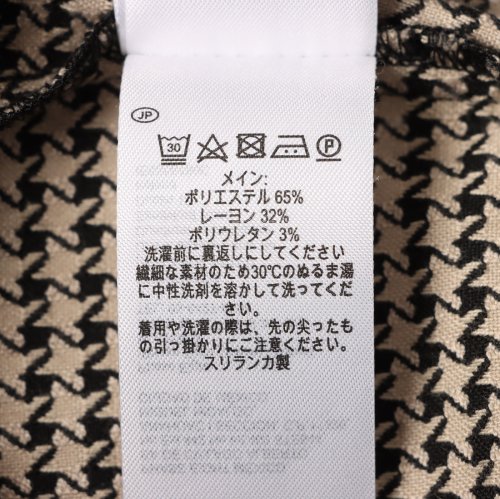 JP
30
メイン:
ポリエステル 65%
レーヨン 32%
ポリウレタン 3%
洗濯前に裏返しにしてください
繊細な素材のため30℃のぬるま湯
に中性洗剤を溶かして洗ってくだ
さい。
着用や洗濯の際は、先の尖ったも
の引っ掛かりにご注意ください。
スリランカ製